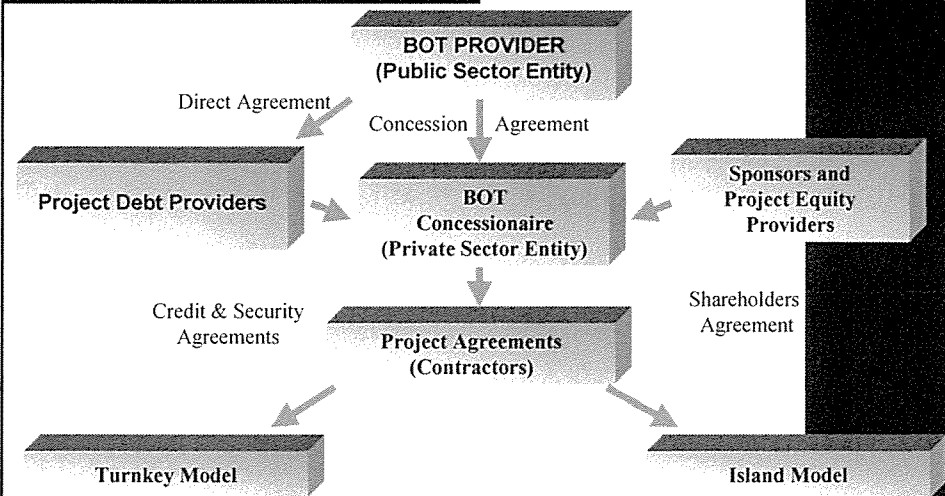 BOT PROVIDER
(Public Sector Entity)
Direct Agreement
Concession Agreement
Project Debt Providers
BOT
Concessionaire
(Private Sector Entity)
Sponsors and
Project Equity
Providers
Credit & Security
Agreements
Project Agreements
(Contractors)
Shareholders
Agreement
Turnkey Model
Island Model